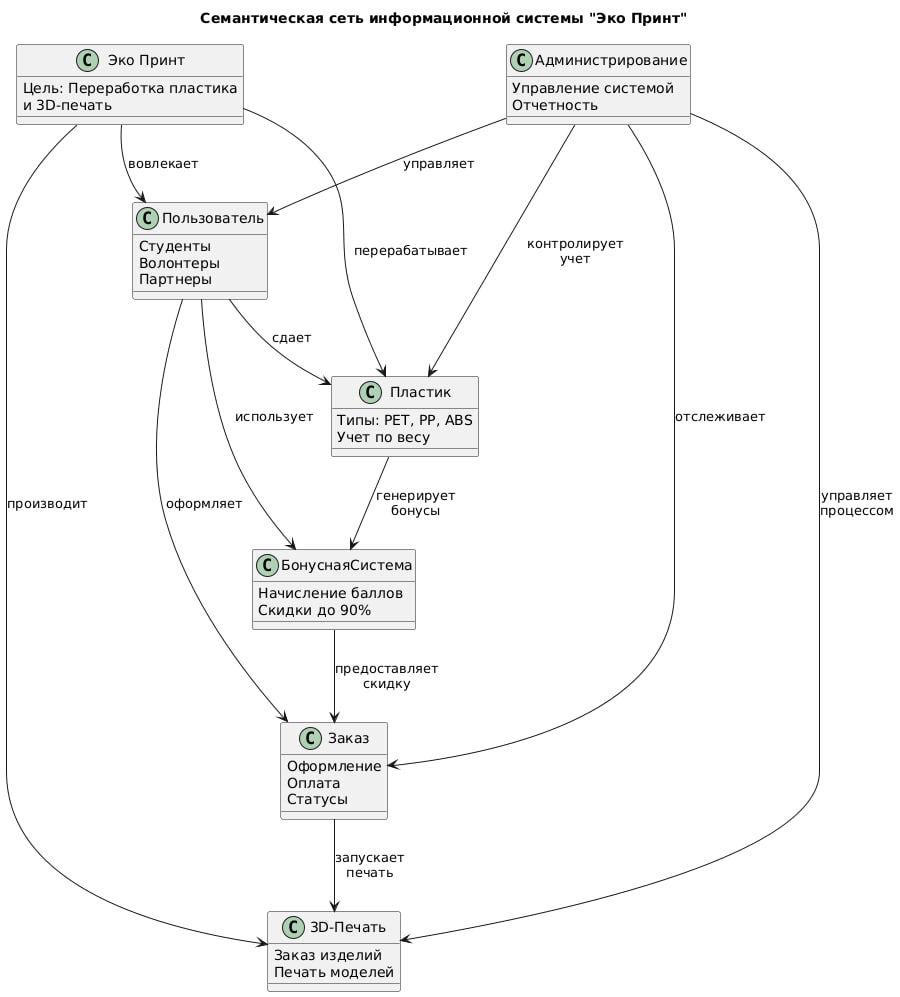 Семантическая сеть информационной системы "Эко Принт"
C Эко Принт
Цель: Переработка пластика
и 3D-печать
C Администрирование
Управление системой
Отчетность
вовлекает
управляет
C Пользователь
Студенты
Волонтеры
Партнеры
перерабатывает
контролирует
учет
сдает
C Пластик
Типы: PET, PP, ABS
Учет по весу
использует
отслеживает
производит
оформляет
генерирует
бонусы
управляет
процессом
C БонуснаяСистема
Начисление баллов
Скидки до 90%
предоставляет
скидку
C Заказ
Оформление
Оплата
Статусы
запускает
печать
C 3D-Печать
Заказ изделий
Печать моделей